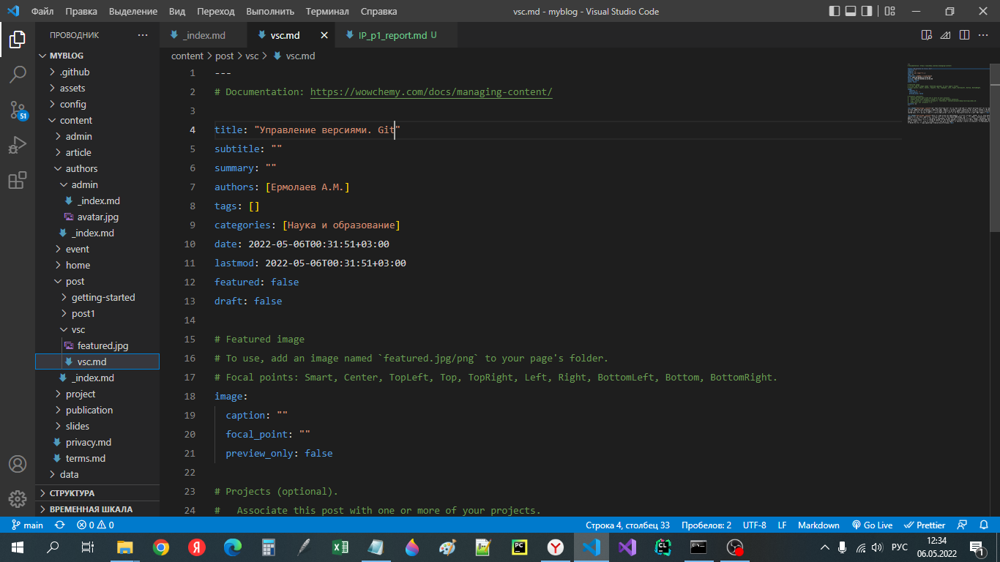 Файл Правка Выделение Вид Переход Выполнить Терминал Справка vsc.md - myblog - Visual Studio Code
ПРОВОДНИК ··· _index.md vsc.md IP_p1_report.md U
MYBLOG
.github
assets
config
content
admin
article
authors
admin
_index.md
avatar.jpg
_index.md
event
home
post
getting-started
post1
vsc
featured.jpg
vsc.md
_index.md
project
publication
slides
privacy.md
terms.md
data
СТРУКТУРА
ВРЕМЕННАЯ ШКАЛА
51
content > post > vsc > vsc.md
1 ---
2 # Documentation: https://wowchemy.com/docs/managing-content/
3
4 title: "Управление версиями. Git"
5 subtitle: ""
6 summary: ""
7 authors: [Ермолаев А.М.]
8 tags: []
9 categories: [Наука и образование]
10 date: 2022-05-06T00:31:51+03:00
11 lastmod: 2022-05-06T00:31:51+03:00
12 featured: false
13 draft: false
14
15 # Featured image
16 # To use, add an image named `featured.jpg/png` to your page's folder.
17 # Focal points: Smart, Center, TopLeft, Top, TopRight, Left, Right, BottomLeft, Bottom, BottomRight.
18 image:
19 caption: ""
20 focal_point: ""
21 preview_only: false
22
23 # Projects (optional).
24 # Associate this post with one or more of your projects.
main 0 0 Строка 4, столбец 33 Пробелов: 2 UTF-8 LF Markdown Go Live Prettier
РУС 12:34
06.05.2022
1